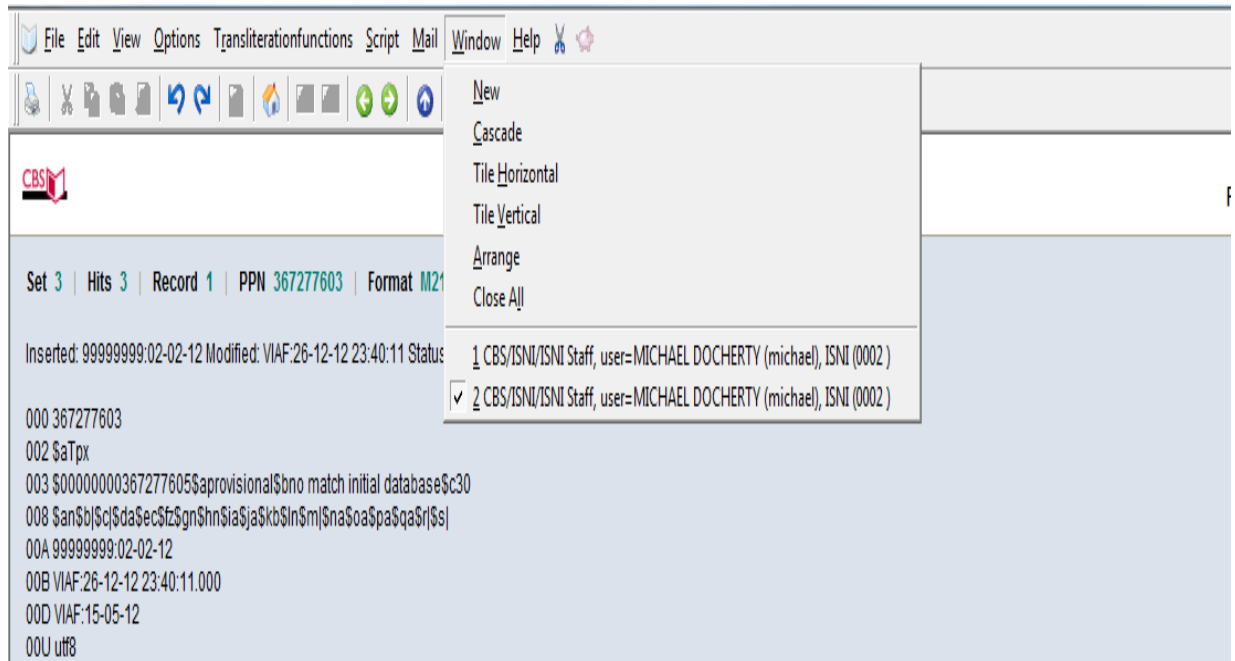 File Edit View Options Transliterationfunctions Script Mail Window Help
New
Cascade
Tile Horizontal
Tile Vertical
Arrange
Close All
1 CBS/ISNI/ISNI Staff, user=MICHAEL DOCHERTY (michael), ISNI (0002 )
2 CBS/ISNI/ISNI Staff, user=MICHAEL DOCHERTY (michael), ISNI (0002 )
CBS
Set 3 | Hits 3 | Record 1 | PPN 367277603 | Format M21
Inserted: 99999999:02-02-12 Modified: VIAF:26-12-12 23:40:11 Status
000 367277603
002 $aTpx
003 $00000000367277605$aprovisional$bno match initial database$c30
008 $an$b|$c|$da$ec$fz$gn$hn$ia$ja$kb$ln$m|$na$oa$pa$qa$r|$s|
00A 99999999:02-02-12
00B VIAF:26-12-12 23:40:11.000
00D VIAF:15-05-12
00U utf8